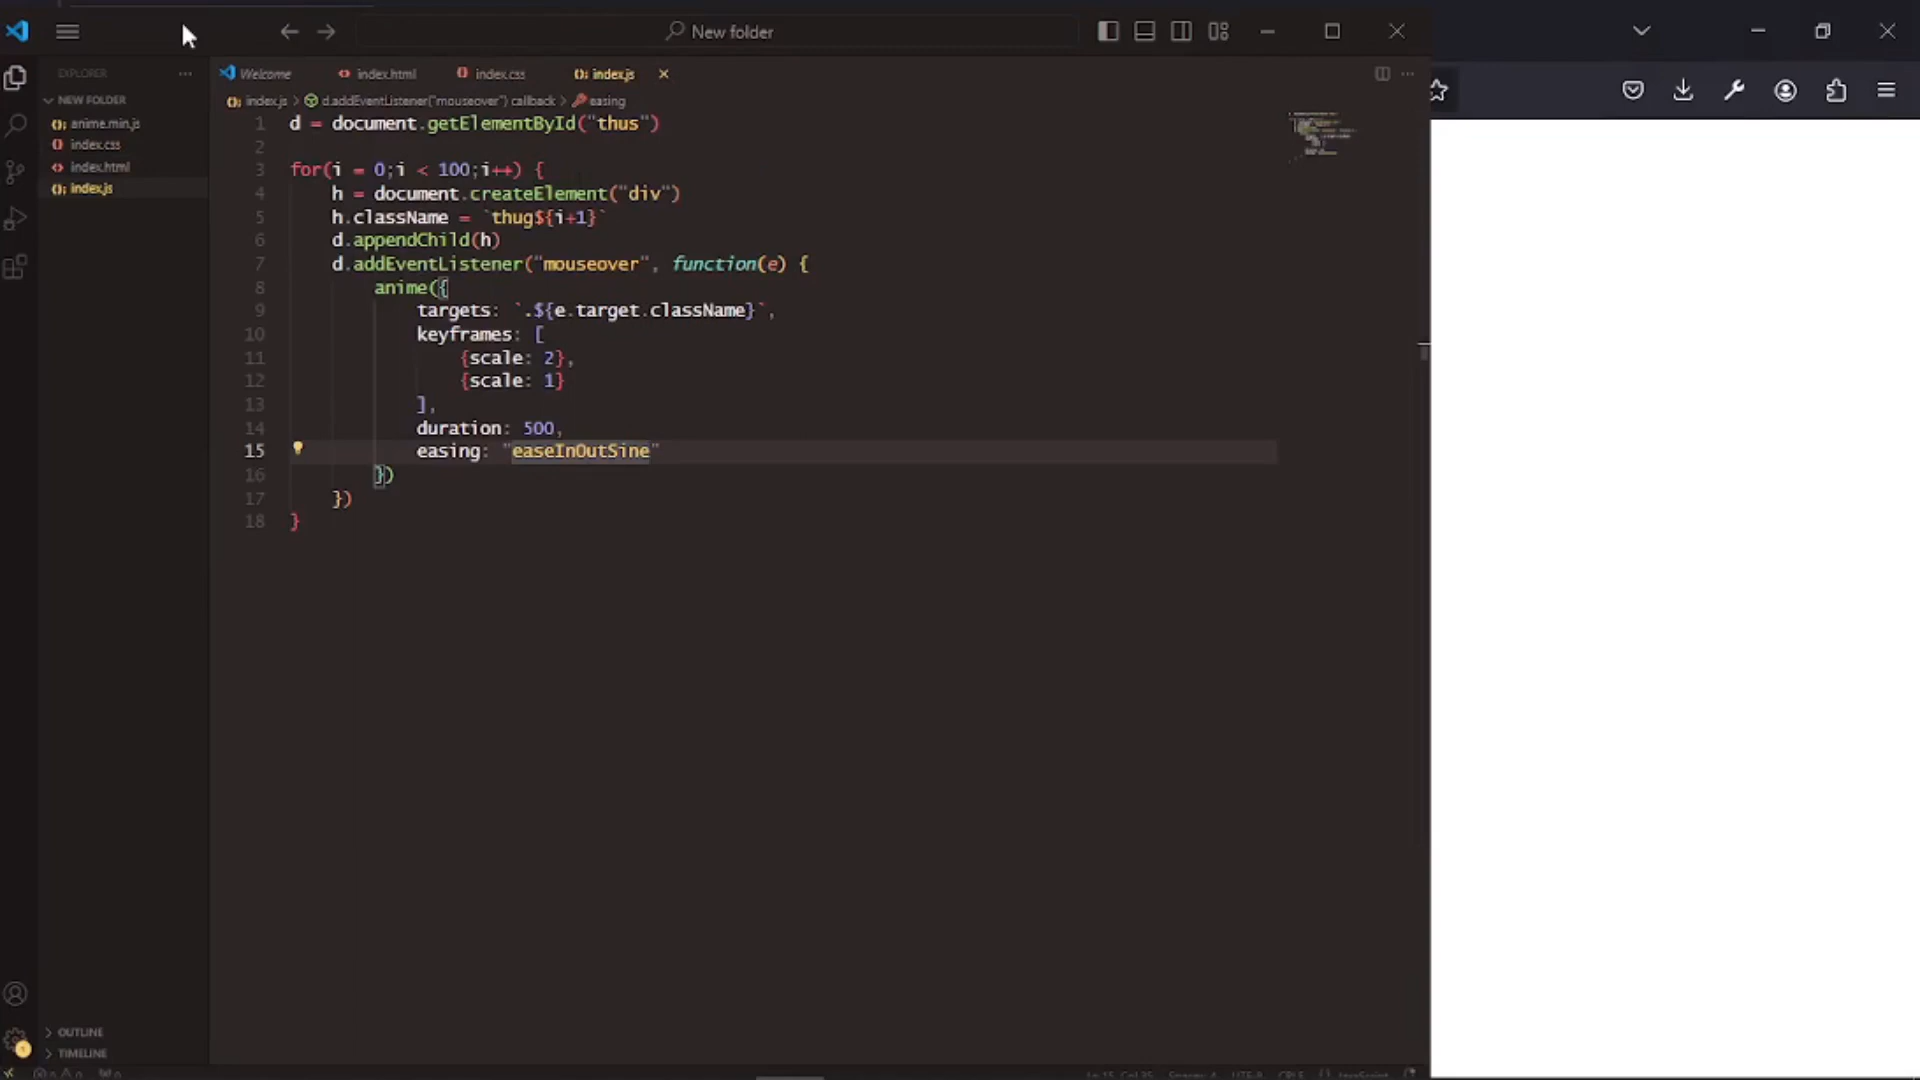 New folder
EXPLORER
Welcome
index.html
index.css
index.js
NEW FOLDER
index.js > d.addEventListener("mouseover") callback > easing
anime.min.js
index.css
index.html
index.js
1 d = document.getElementById("thus")
2
3 for(i = 0;i < 100;i++) {
4 h = document.createElement("div")
5 h.className = `thug${i+1}`
6 d.appendChild(h)
7 d.addEventListener("mouseover", function(e) {
8 anime({
9 targets: `.${e.target.className}`,
10 keyframes: [
11 {scale: 2},
12 {scale: 1}
13 ],
14 duration: 500,
15 easing: "easeInOutSine"
16 })
17 })
18 }
OUTLINE
TIMELINE